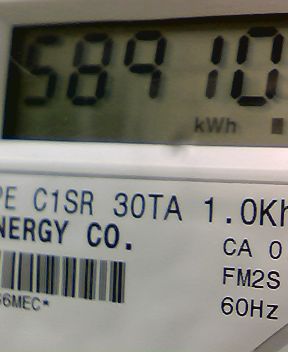 58910
kWh
PE C1SR 30TA 1.0Kh
NERGY CO.
CA 0
FM2S
6MEC*
60Hz